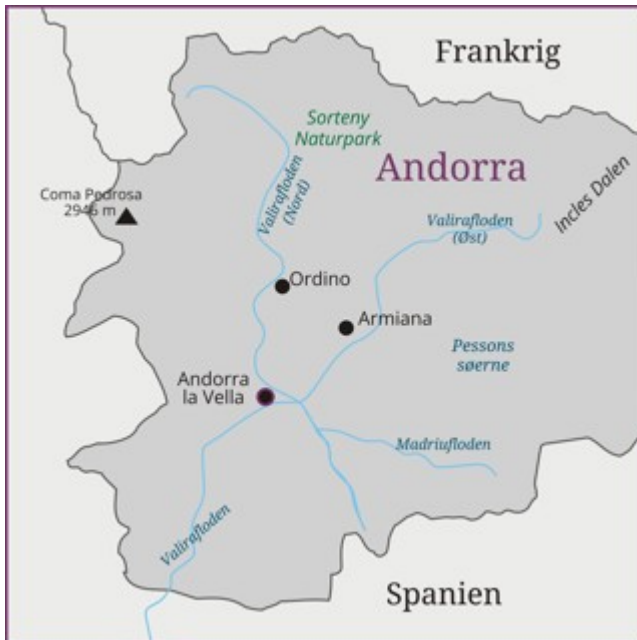 Frankrig
Sorteny
Naturpark
Andorra
Incles Dalen
Coma Pedrosa
2946 m
Valirafloden
(Nord)
Valirafloden
(Øst)
Ordino
Armiana
Pessons
søerne
Andorra
la Vella
Madriufloden
Valirafloden
Spanien